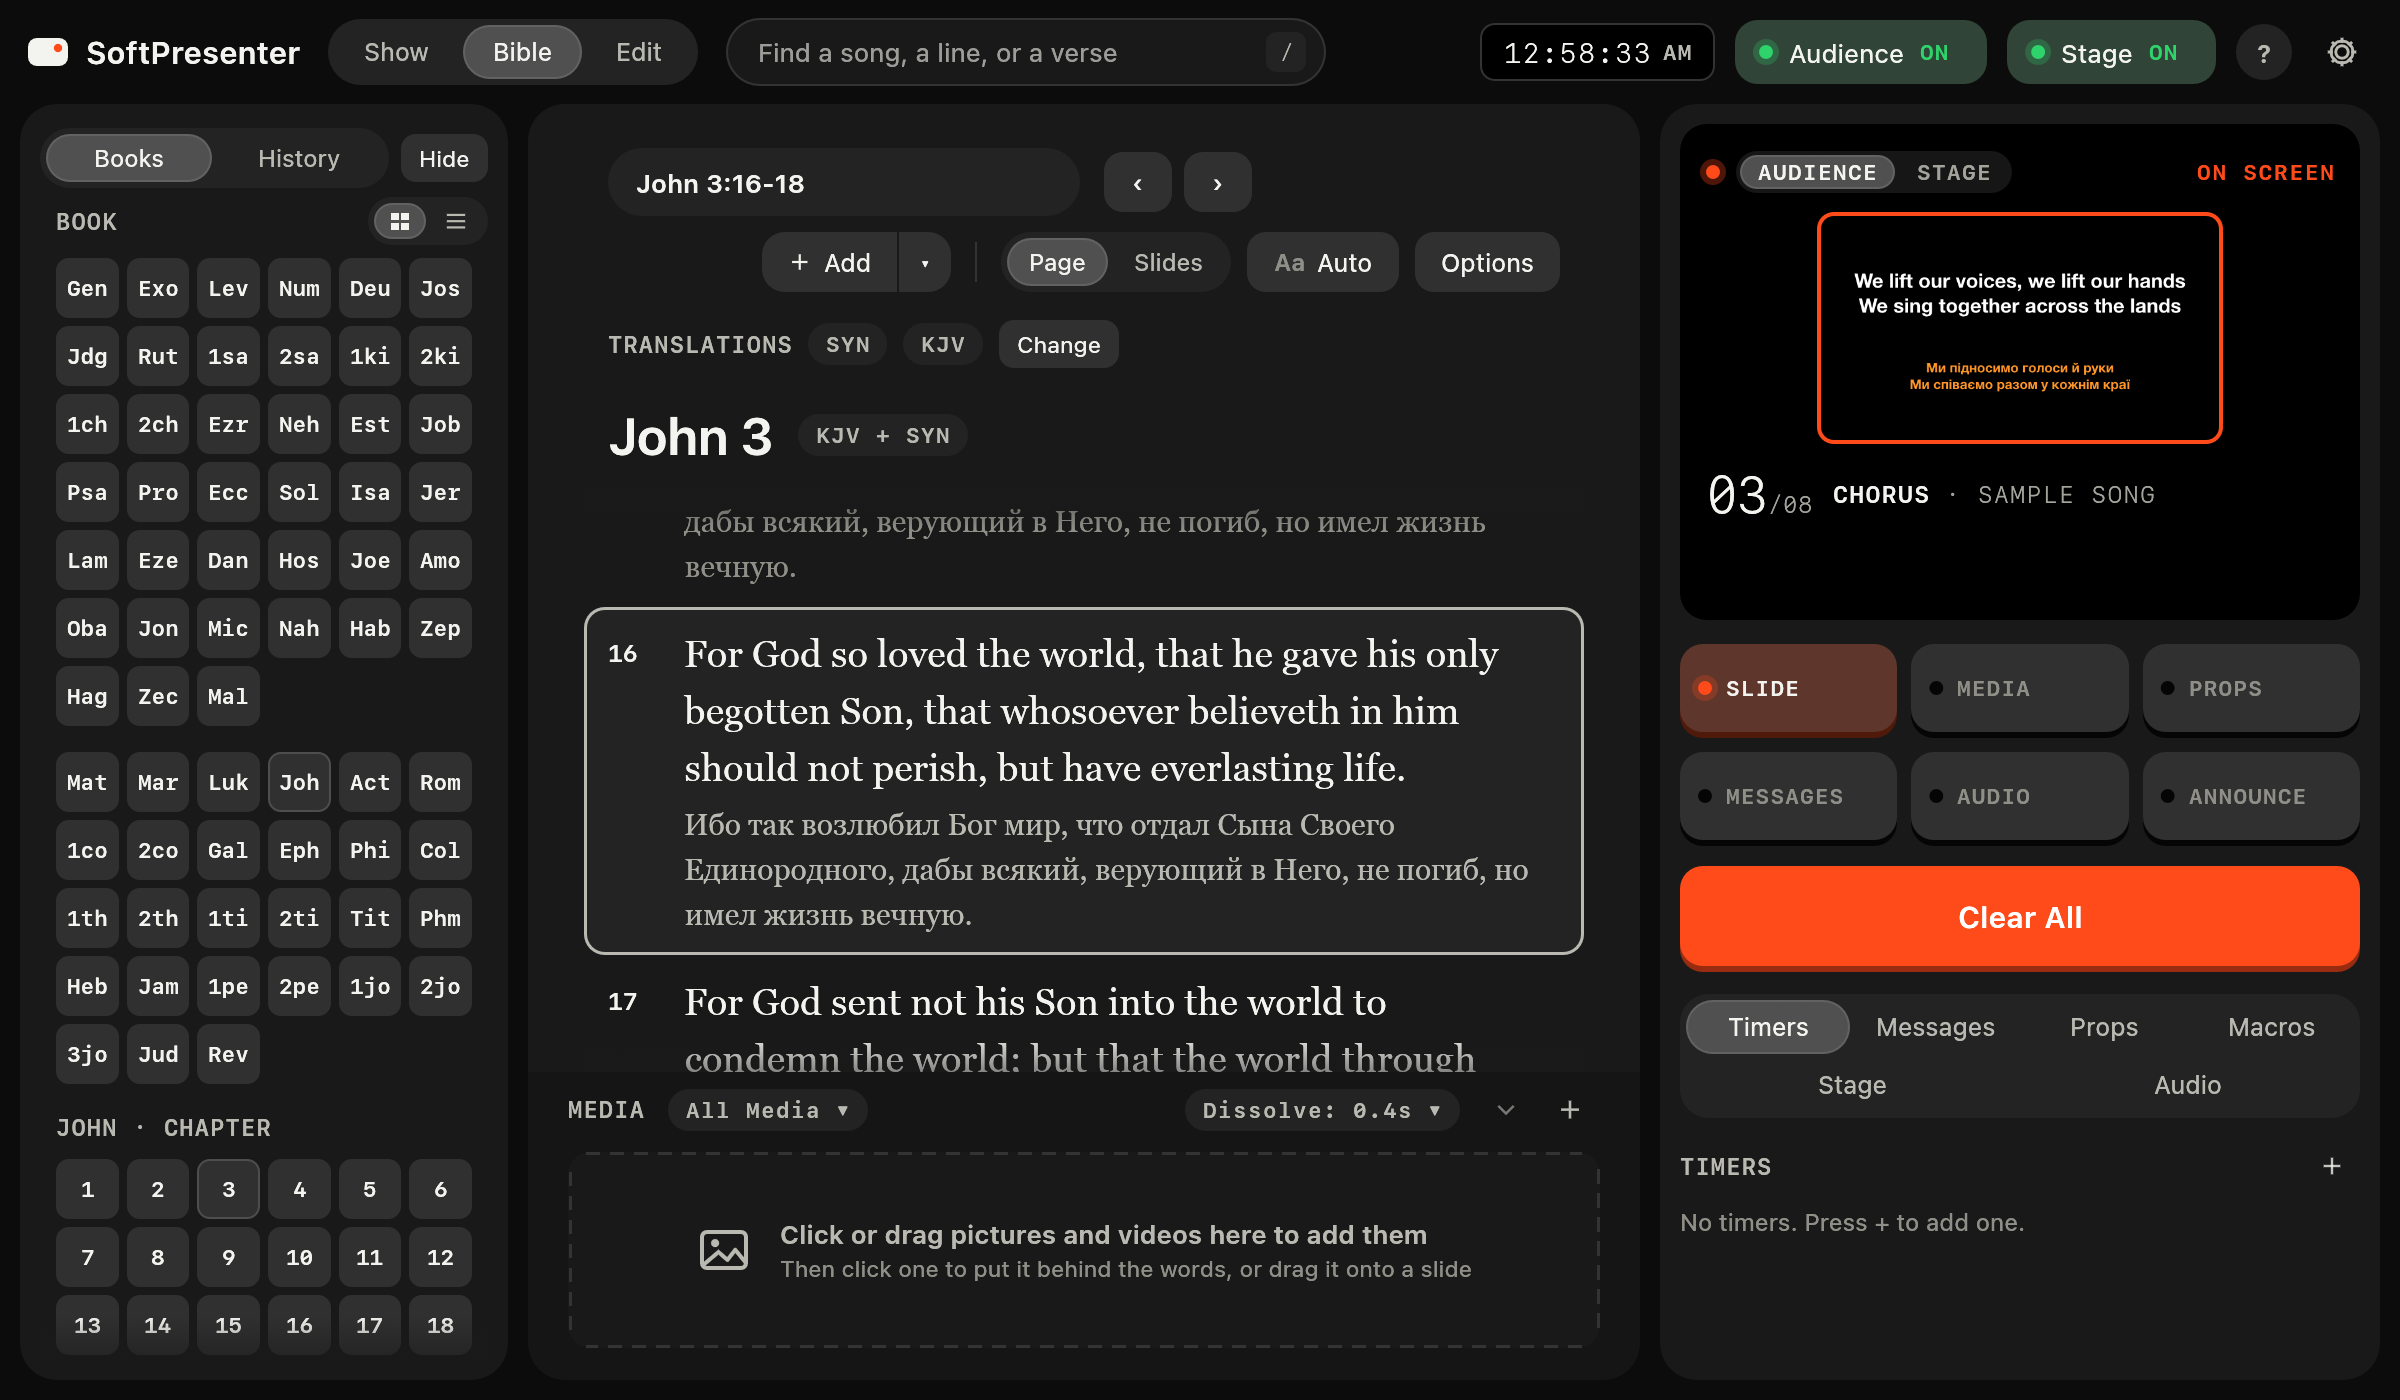 SoftPresenter
Show Bible Edit
Find a song, a line, or a verse /
12:58:33 AM
Audience ON
Stage ON
?
Books History Hide
BOOK
Gen Exo Lev Num Deu Jos
Jdg Rut 1sa 2sa 1ki 2ki
1ch 2ch Ezr Neh Est Job
Psa Pro Ecc Sol Isa Jer
Lam Eze Dan Hos Joe Amo
Oba Jon Mic Nah Hab Zep
Hag Zec Mal
Mat Mar Luk Joh Act Rom
1co 2co Gal Eph Phi Col
1th 2th 1ti 2ti Tit Phm
Heb Jam 1pe 2pe 1jo 2jo
3jo Jud Rev
JOHN · CHAPTER
1 2 3 4 5 6
7 8 9 10 11 12
13 14 15 16 17 18
John 3:16-18 ‹ ›
+ Add ▾ Page Slides Aa Auto Options
TRANSLATIONS SYN KJV Change
John 3 KJV + SYN
дабы всякий, верующий в Него, не погиб, но имел жизнь
вечную.
16 For God so loved the world, that he gave his only
begotten Son, that whosoever believeth in him
should not perish, but have everlasting life.
Ибо так возлюбил Бог мир, что отдал Сына Своего
Единородного, дабы всякий, верующий в Него, не погиб, но
имел жизнь вечную.
17 For God sent not his Son into the world to
condemn the world; but that the world through
MEDIA All Media ▾ Dissolve: 0.4s ▾ +
Click or drag pictures and videos here to add them
Then click one to put it behind the words, or drag it onto a slide
AUDIENCE STAGE ON SCREEN
We lift our voices, we lift our hands
We sing together across the lands
Ми підносимо голоси й руки
Ми співаємо разом у кожнім краї
03/08 CHORUS · SAMPLE SONG
SLIDE MEDIA PROPS
MESSAGES AUDIO ANNOUNCE
Clear All
Timers Messages Props Macros
Stage Audio
TIMERS +
No timers. Press + to add one.